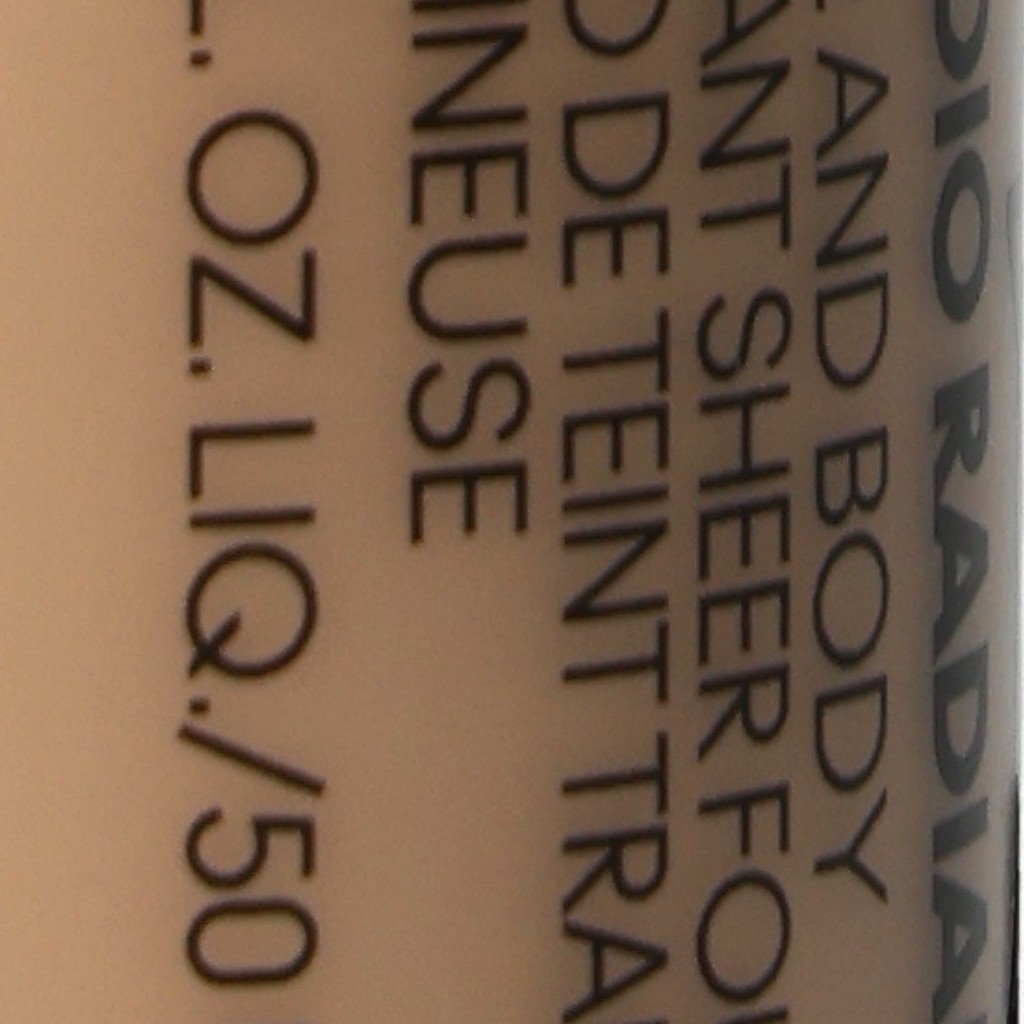 DIO RADIA
AND BODY
ANT SHEER FO
DE TEINT TRA
INEUSE
. OZ. LIQ./50